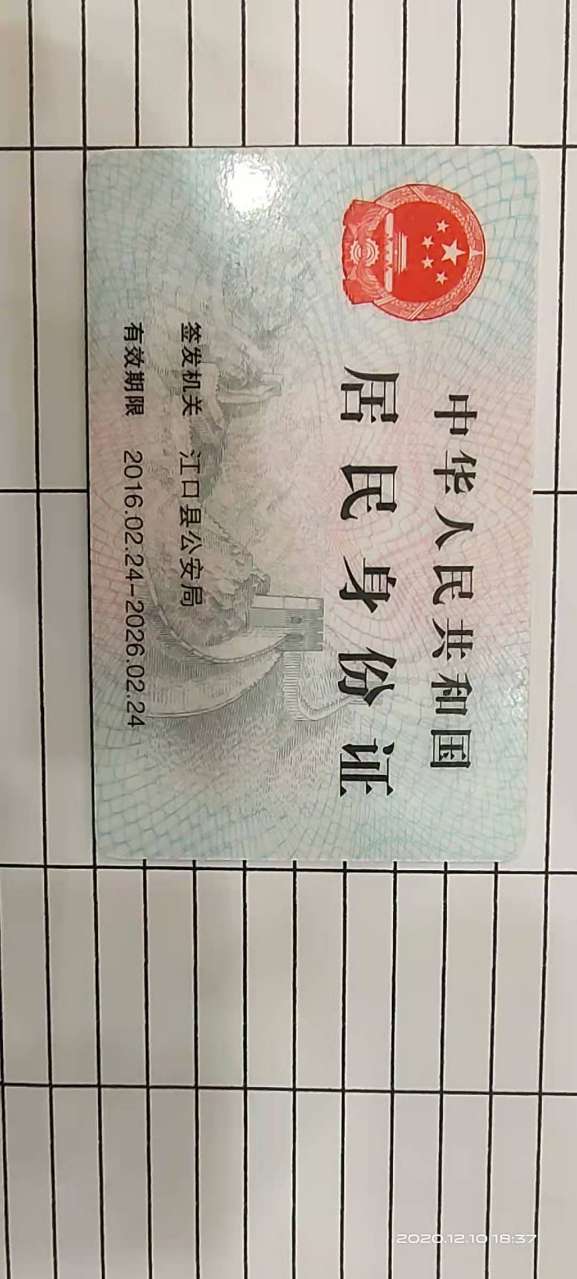 中华人民共和国
居民身份证
签发机关 江口县公安局
有效期限 2016.02.24-2026.02.24
2020.12.10 18:37